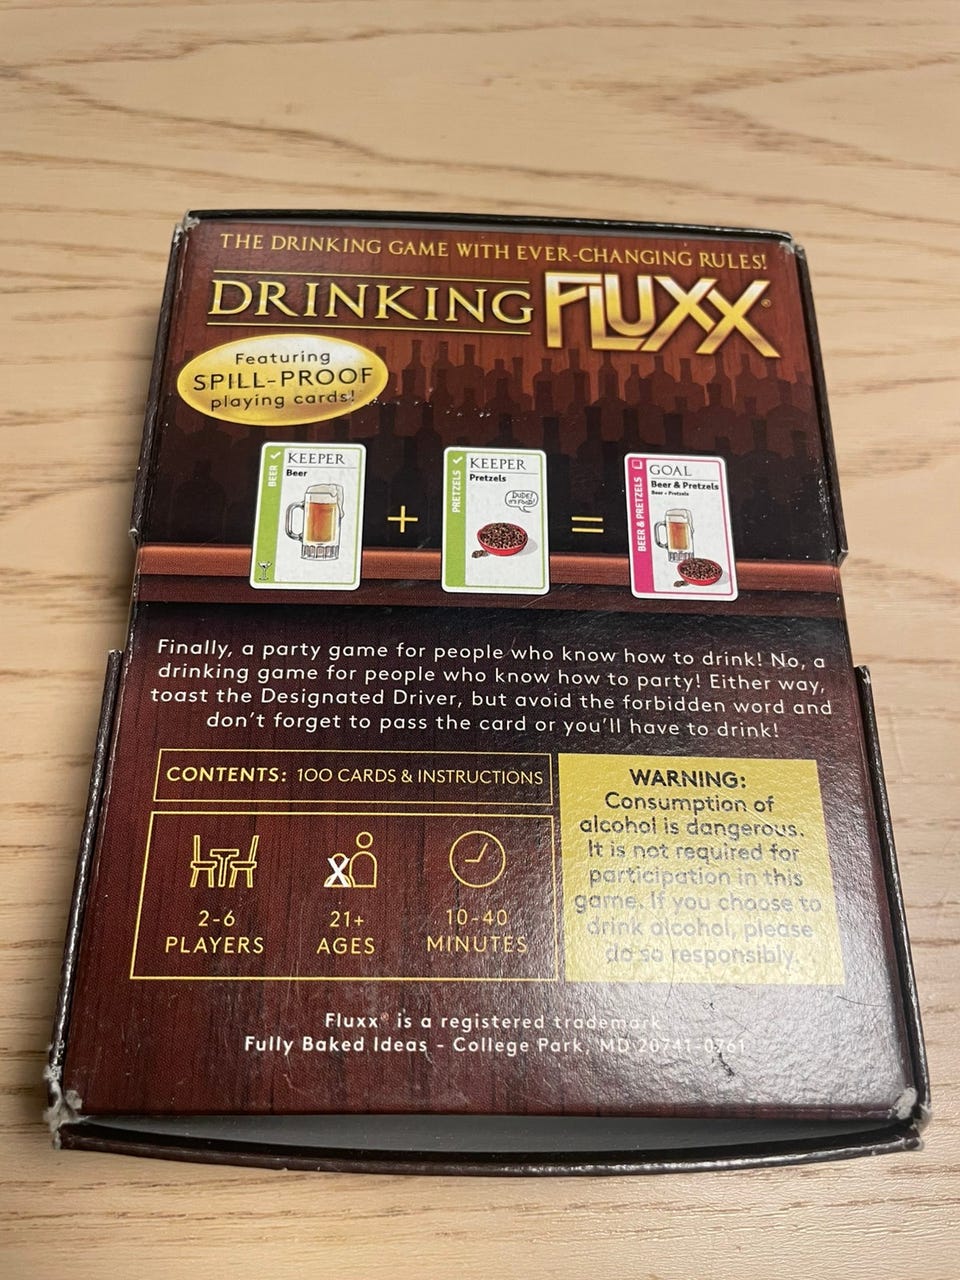 THE DRINKING GAME WITH EVER-CHANGING RULES!
DRINKING FLUXX®
Featuring
SPILL-PROOF
playing cards!
BEER
KEEPER
Beer
+
PRETZELS
KEEPER
Pretzels
DUDE!
=
BEER & PRETZELS
GOAL
Beer & Pretzels
Beer + Pretzels
Finally, a party game for people who know how to drink! No, a
drinking game for people who know how to party! Either way,
toast the Designated Driver, but avoid the forbidden word and
don't forget to pass the card or you'll have to drink!
CONTENTS: 100 CARDS & INSTRUCTIONS
2-6
PLAYERS
21+
AGES
10-40
MINUTES
WARNING:
Consumption of
alcohol is dangerous.
It is not required for
participation in this
game. If you choose to
drink alcohol, please
do so responsibly.
Fluxx® is a registered trademark
Fully Baked Ideas - College Park, MD 20741-0761